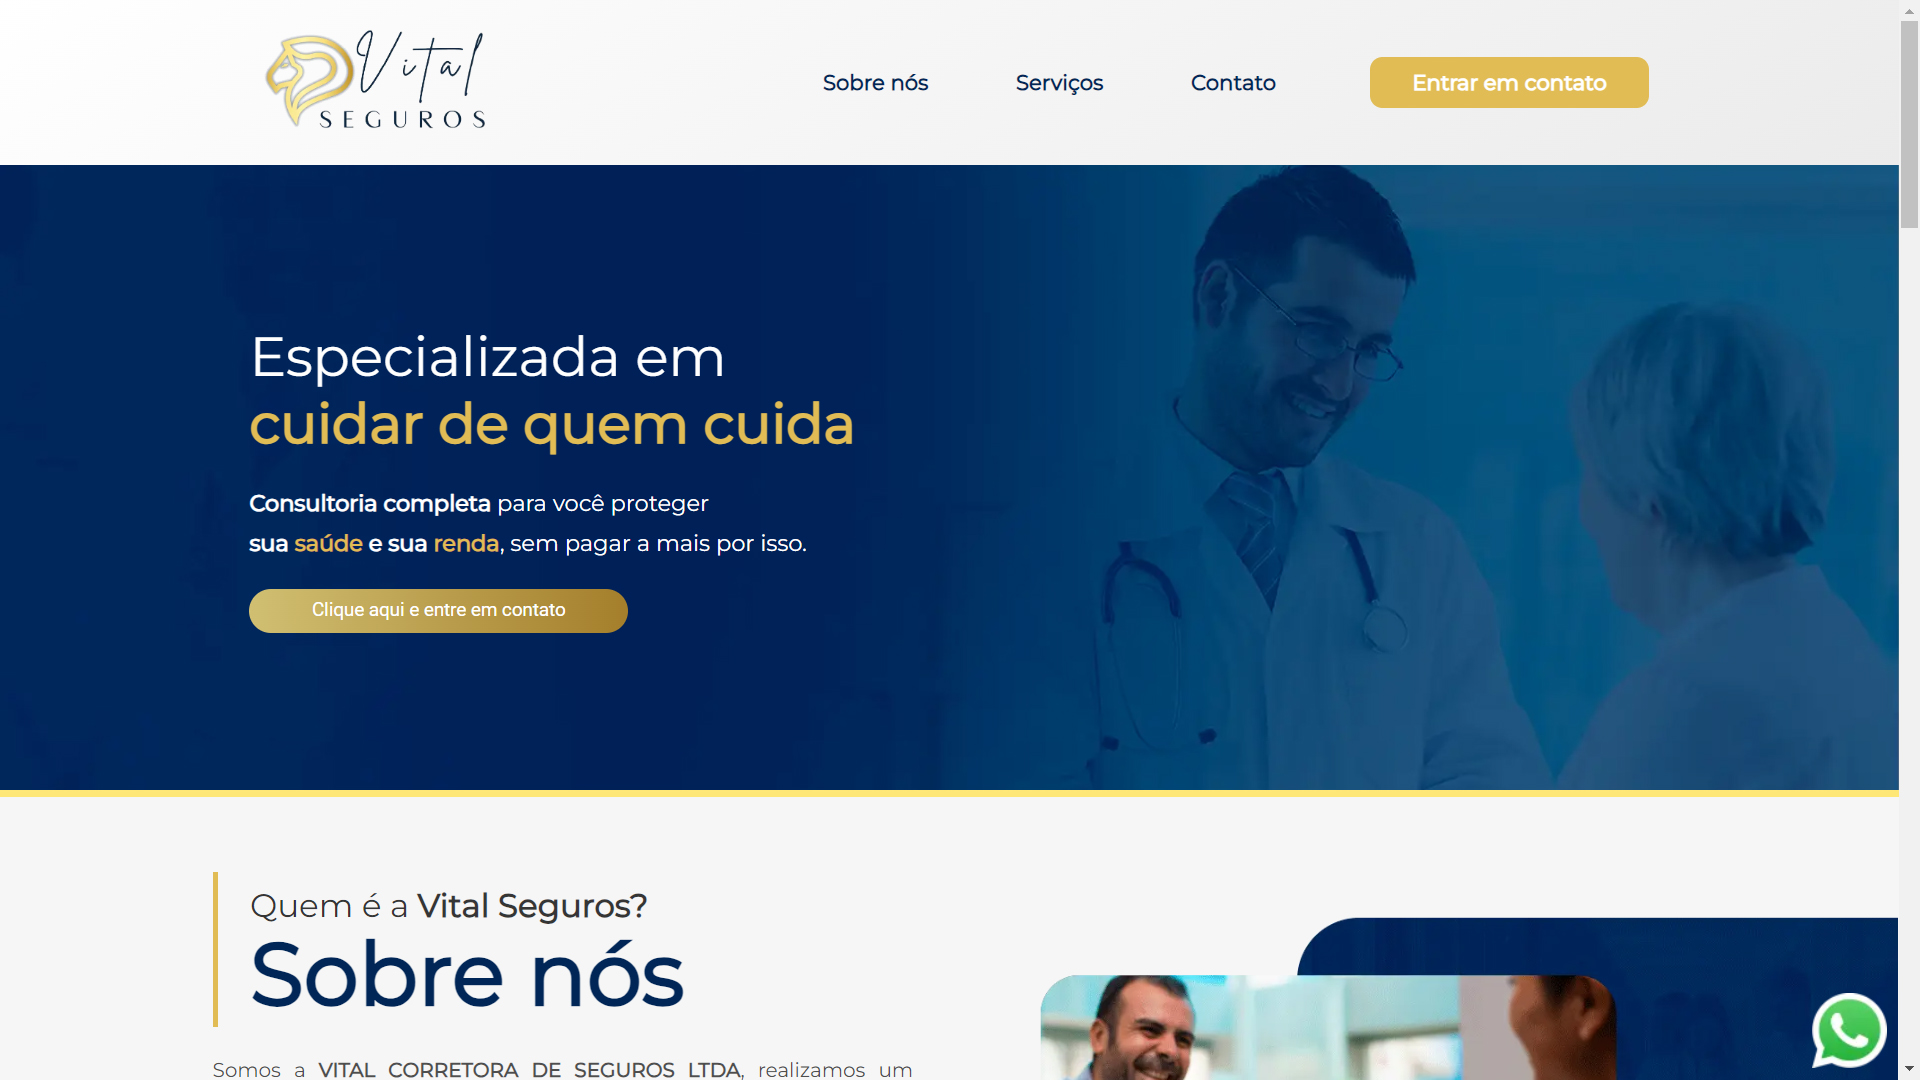 Vital
SEGUROS
Sobre nós
Serviços
Contato
Entrar em contato
Especializada em
cuidar de quem cuida
Consultoria completa para você proteger
sua saúde e sua renda, sem pagar a mais por isso.
Clique aqui e entre em contato
Quem é a Vital Seguros?
Sobre nós
Somos a VITAL CORRETORA DE SEGUROS LTDA, realizamos um